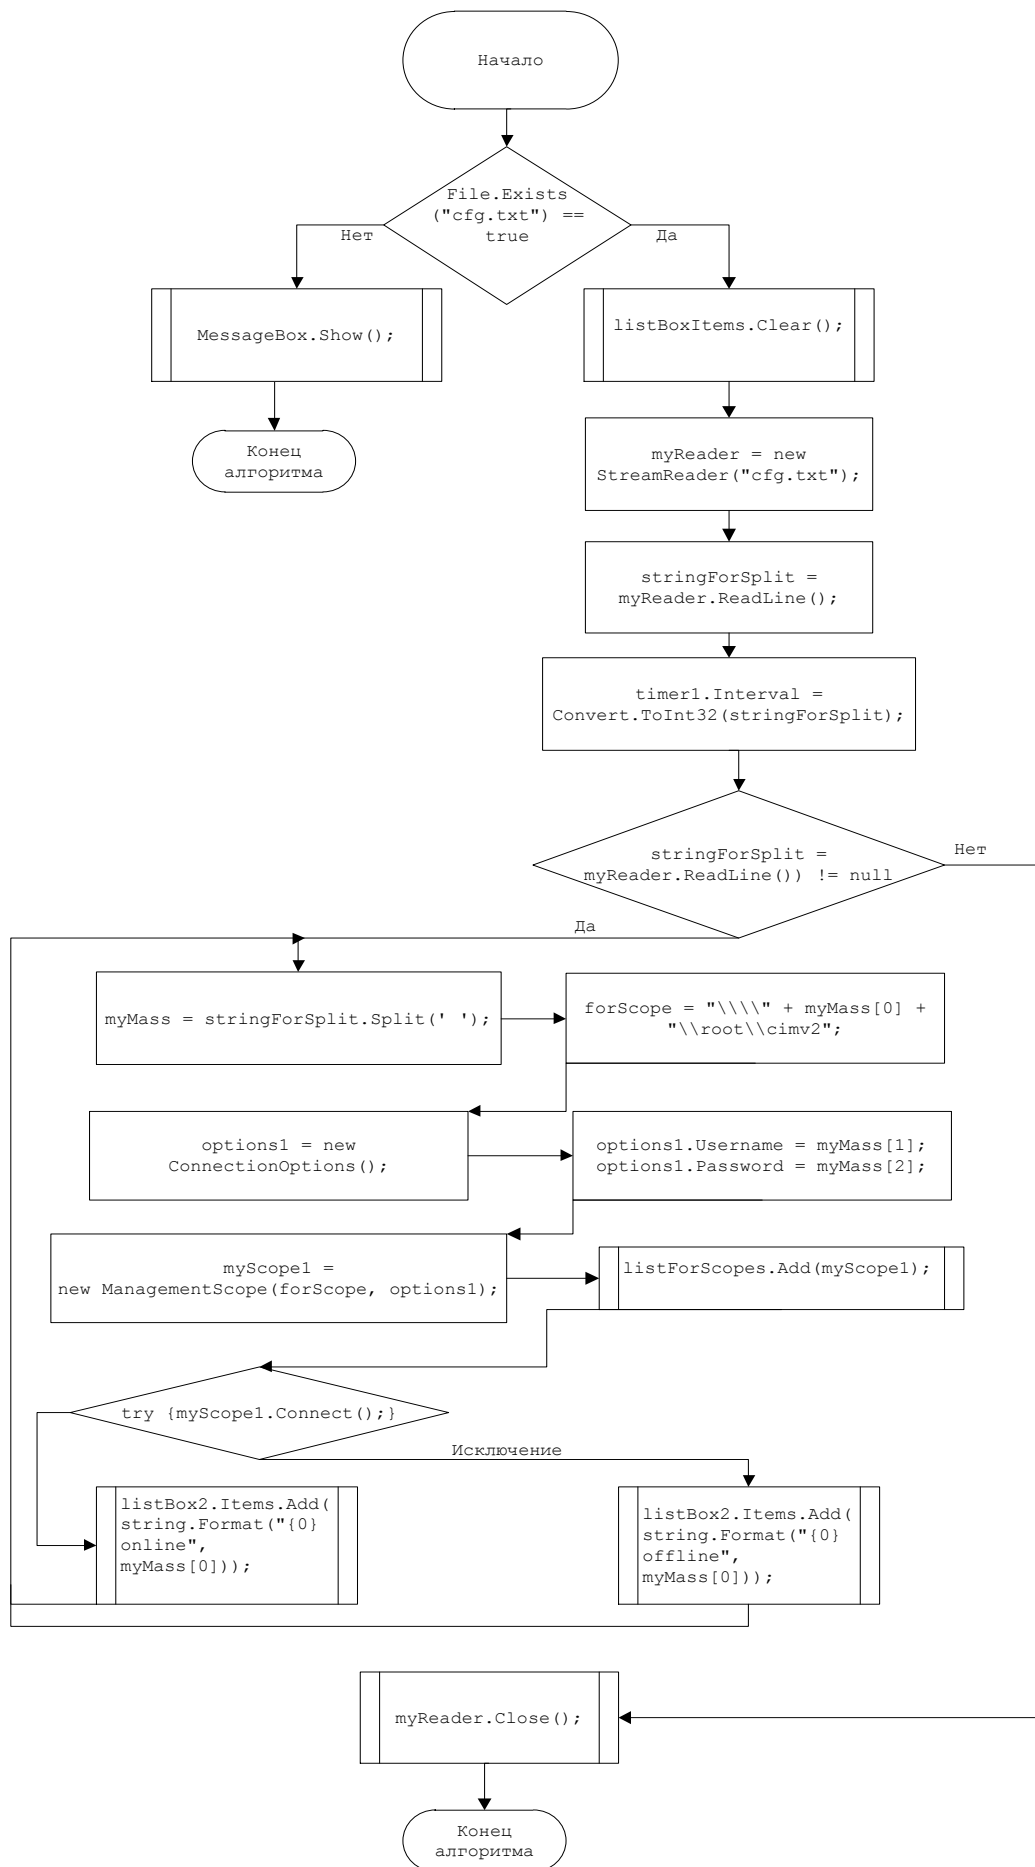 Начало
File.Exists
("cfg.txt") ==
true
Нет
Да
MessageBox.Show();
listBoxItems.Clear();
Конец
алгоритма
myReader = new
StreamReader("cfg.txt");
stringForSplit =
myReader.ReadLine();
timer1.Interval =
Convert.ToInt32(stringForSplit);
stringForSplit =
myReader.ReadLine()) != null
Нет
Да
myMass = stringForSplit.Split(' ');
forScope = "\\\\" + myMass[0] +
"\\root\\cimv2";
options1 = new
ConnectionOptions();
options1.Username = myMass[1];
options1.Password = myMass[2];
myScope1 =
new ManagementScope(forScope, options1);
listForScopes.Add(myScope1);
try {myScope1.Connect();}
Исключение
listBox2.Items.Add(
string.Format("{0}
online",
myMass[0]));
listBox2.Items.Add(
string.Format("{0}
offline",
myMass[0]));
myReader.Close();
Конец
алгоритма